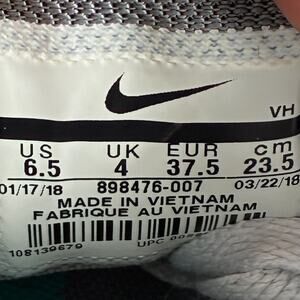 VH
US UK EUR cm
6.5 4 37.5 23.5
01/17/18 898476-007 03/22/18
MADE IN VIETNAM
FABRIQUE AU VIETNAM
108139679 UPC